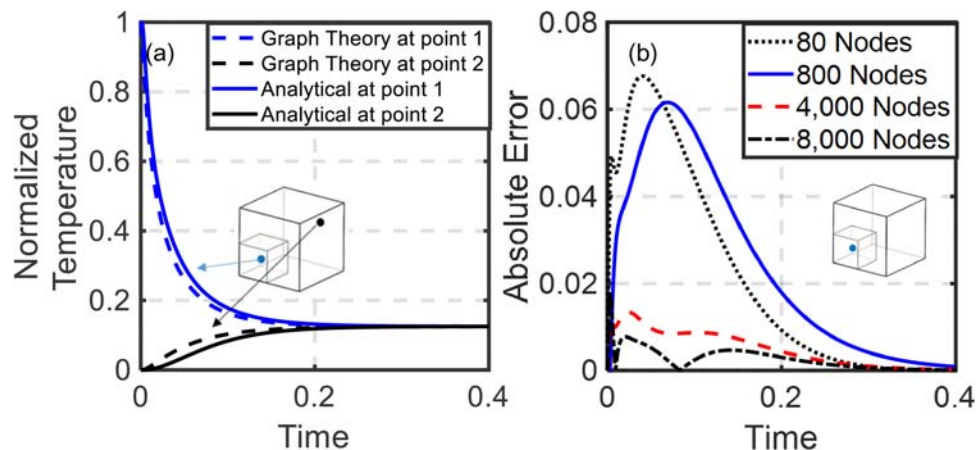 (a)
Graph Theory at point 1
Graph Theory at point 2
Analytical at point 1
Analytical at point 2
Normalized
Temperature
1
0.8
0.6
0.4
0.2
0
0
0.2
0.4
Time
(b)
80 Nodes
800 Nodes
4,000 Nodes
8,000 Nodes
Absolute Error
0.08
0.06
0.04
0.02
0
0
0.2
0.4
Time